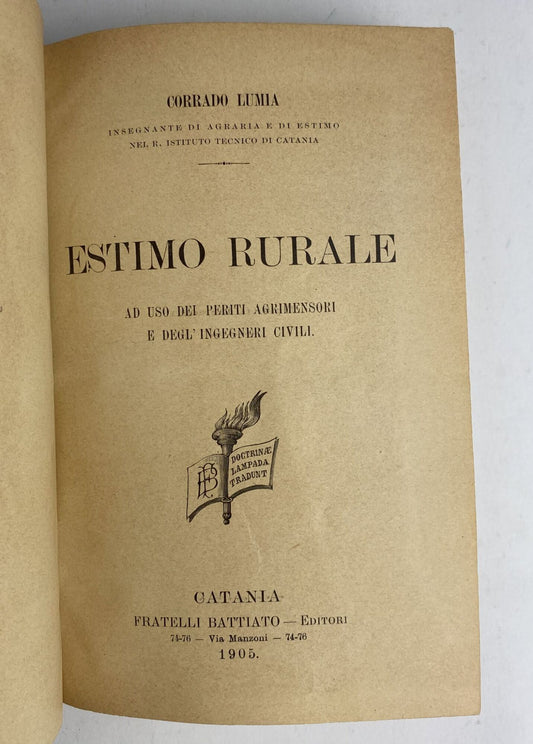 CORRADO LUMIA
INSEGNANTE DI AGRARIA E DI ESTIMO
NEL R. ISTITUTO TECNICO DI CATANIA
ESTIMO RURALE
AD USO DEI PERITI AGRIMENSORI
E DEGL'INGEGNERI CIVILI.
DOCTRINÆ
LAMPADA
TRADUNT
CATANIA
FRATELLI BATTIATO — EDITORI
74-76 — Via Manzoni — 74-76
1905.